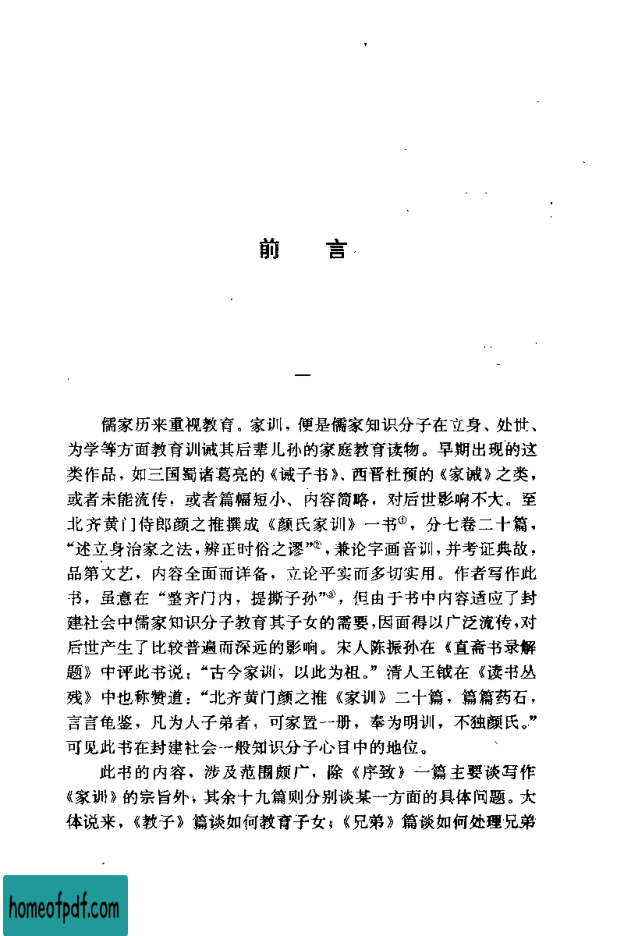 前 言
一
儒家历来重视教育。家训，便是儒家知识分子在立身、处世、
为学等方面教育训诫其后辈儿孙的家庭教育读物。早期出现的这
类作品，如三国蜀诸葛亮的《诫子书》、西晋杜预的《家诫》之类，
或者未能流传，或者篇幅短小、内容简略，对后世影响不大。至
北齐黄门侍郎颜之推撰成《颜氏家训》一书①，分七卷二十篇，
“述立身治家之法，辨正时俗之谬”②，兼论字画音训，并考证典故，
品第文艺，内容全面而详备，立论平实而多切实用。作者写作此
书，虽意在“整齐门内，提撕子孙”③，但由于书中内容适应了封
建社会中儒家知识分子教育其子女的需要，因而得以广泛流传，对
后世产生了比较普遍而深远的影响。宋人陈振孙在《直斋书录解
题》中评此书说：“古今家训，以此为祖。”清人王钺在《读书丛
残》中也称赞道：“北齐黄门颜之推《家训》二十篇，篇篇药石，
言言龟鉴，凡为人子弟者，可家置一册，奉为明训，不独颜氏。”
可见此书在封建社会一般知识分子心目中的地位。
此书的内容，涉及范围颇广，除《序致》一篇主要谈写作
《家训》的宗旨外，其余十九篇则分别谈某一方面的具体问题。大
体说来，《教子》篇谈如何教育子女；《兄弟》篇谈如何处理兄弟
homeofpdf.com